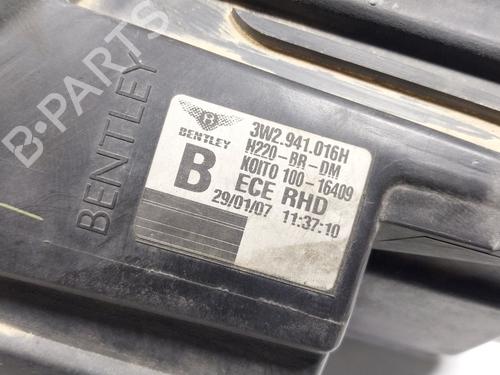 B-PARTS
BENTLEY
B
BENTLEY
B
3W2.941.016H
H220-BR-DM
KOITO 100-16409
ECE RHD
29/01/07 11:37:10